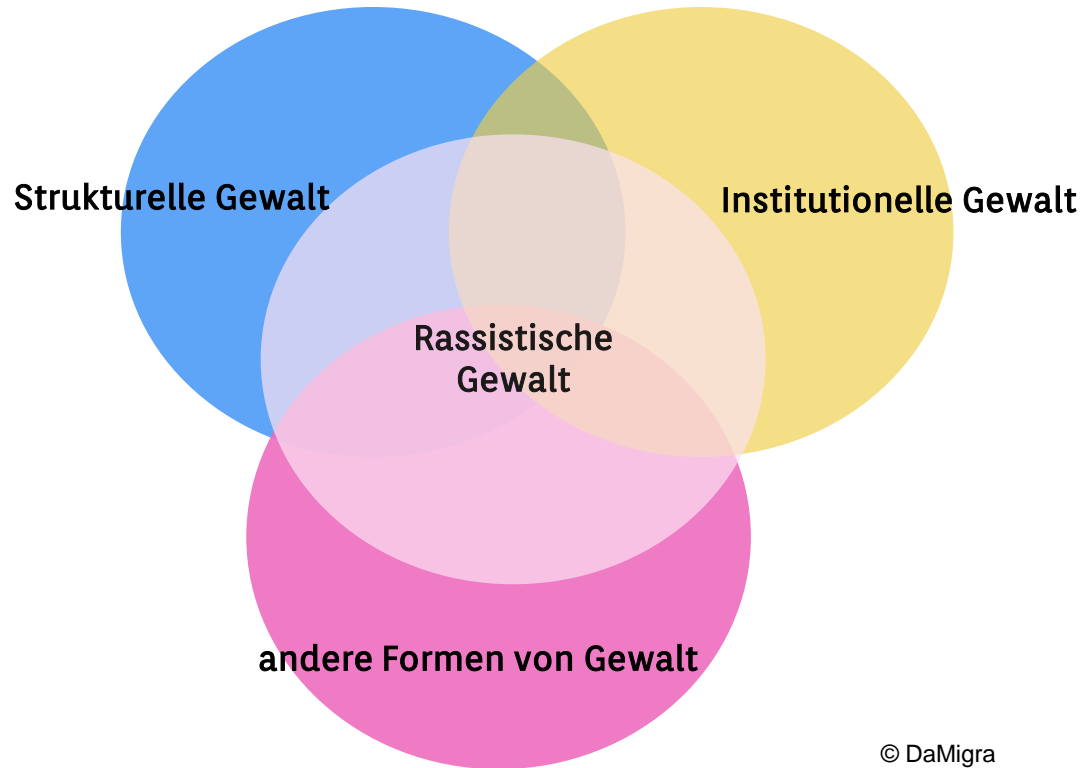 Strukturelle Gewalt
Institutionelle Gewalt
Rassistische
Gewalt
andere Formen von Gewalt
© DaMigra